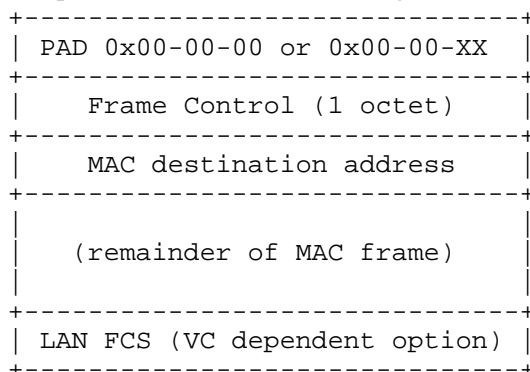 PAD 0x00-00-00 or 0x00-00-XX
Frame Control (1 octet)
MAC destination address
(remainder of MAC frame)
LAN FCS (VC dependent option)